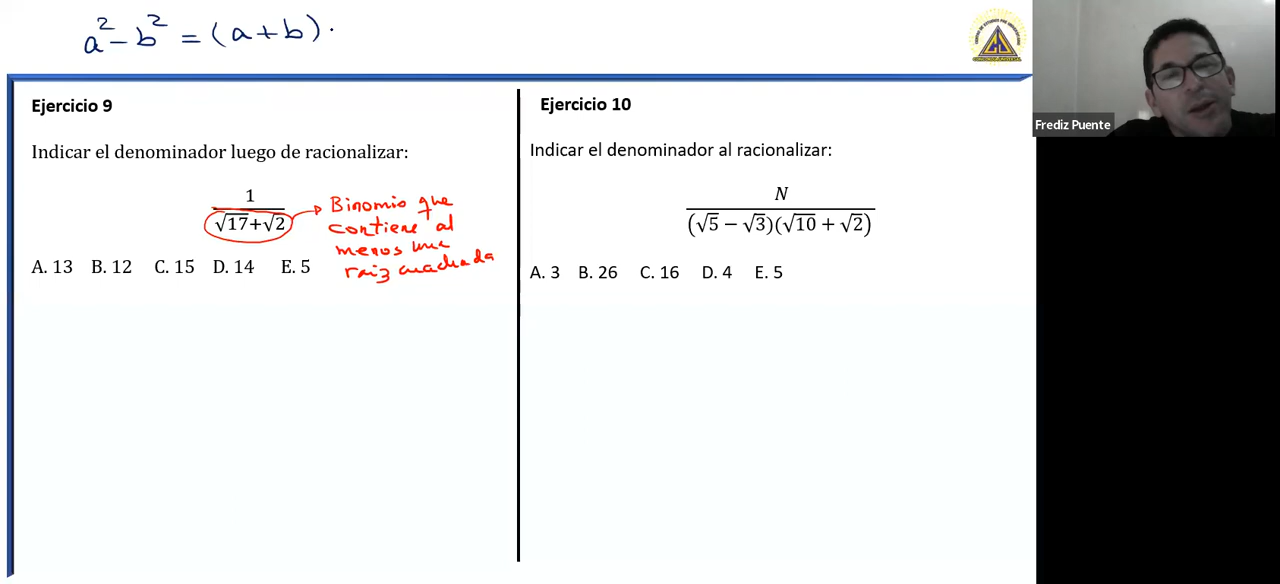 a² - b² = (a + b) ·
Ejercicio 9
Indicar el denominador luego de racionalizar:
1
√17+√2
Binomio que
contiene al
menos una
raiz cuadrada
A. 13 B. 12 C. 15 D. 14 E. 5
Ejercicio 10
Indicar el denominador al racionalizar:
N
(√5 − √3)(√10 + √2)
A. 3 B. 26 C. 16 D. 4 E. 5
Frediz Puente